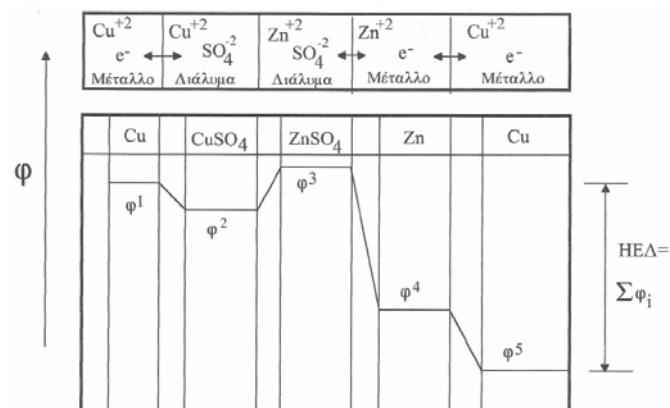 Cu+2 Cu+2 Zn+2 Zn+2 Cu+2
e- SO4-2 SO4-2 e- e-
Μέταλλο Διάλυμα Διάλυμα Μέταλλο Μέταλλο
Cu CuSO4 ZnSO4 Zn Cu
φ
φ1
φ2
φ3
φ4
φ5
ΗΕΔ=
Σφi